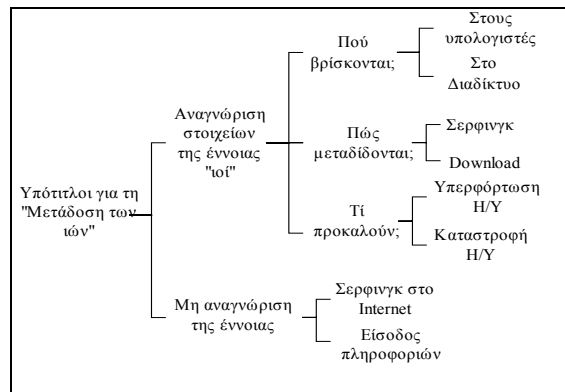 Υπότιτλοι για τη
"Μετάδοση των
ιών"
Αναγνώριση
στοιχείων
της έννοιας
"ιοί"
Πού
βρίσκονται;
Στους
υπολογιστές
Στο
Διαδίκτυο
Πώς
μεταδίδονται;
Σερφινγκ
Download
Τί
προκαλούν;
Υπερφόρτωση
Η/Υ
Καταστροφή
Η/Υ
Μη αναγνώριση
της έννοιας
Σερφινγκ στο
Internet
Είσοδος
πληροφοριών